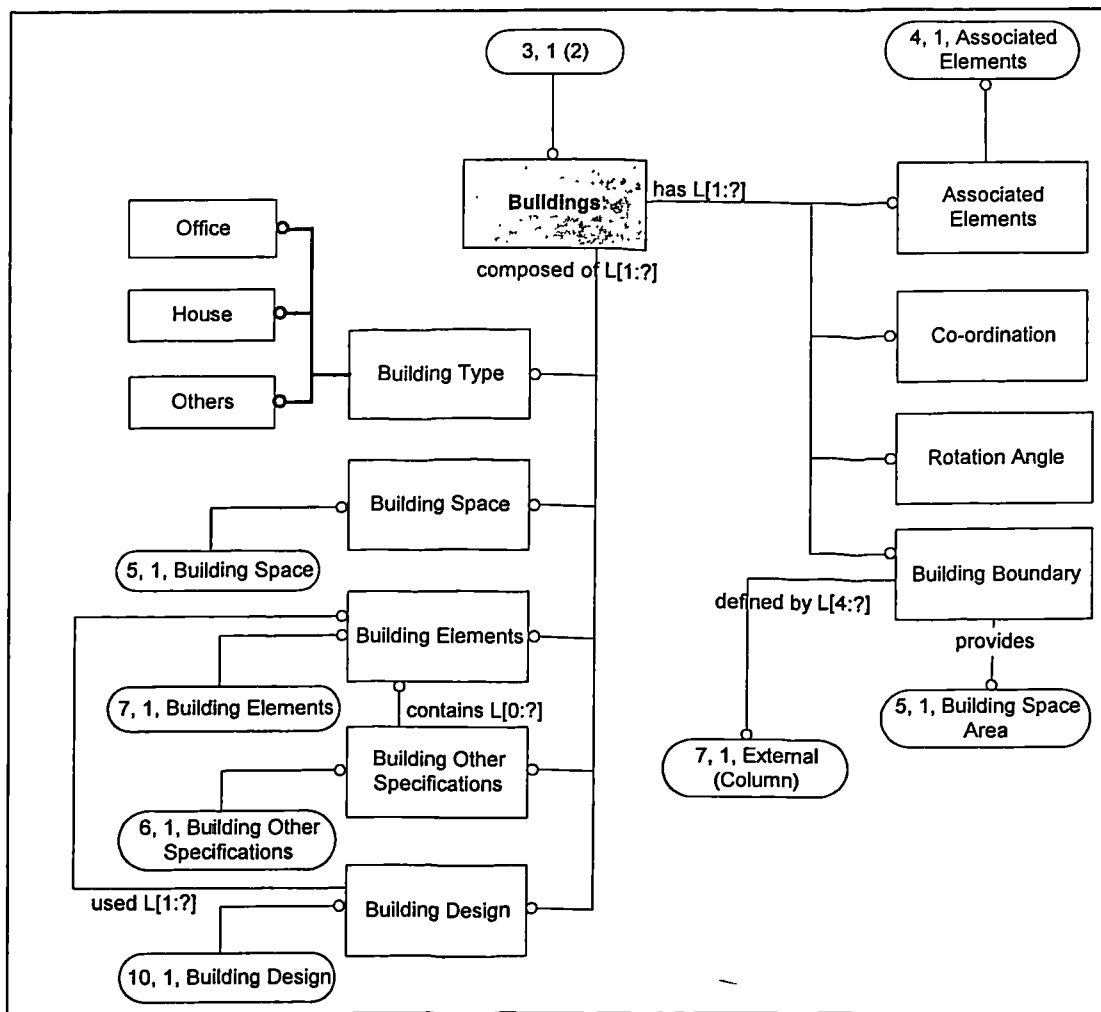 3, 1 (2)
4, 1, Associated
Elements
Buildings
has L[1:?]
Associated
Elements
composed of L[1:?]
Office
House
Others
Building Type
Co-ordination
Rotation Angle
Building Space
5, 1, Building Space
Building Boundary
defined by L[4:?]
provides
Building Elements
7, 1, Building Elements
contains L[0:?]
5, 1, Building Space
Area
7, 1, External
(Column)
Building Other
Specifications
6, 1, Building Other
Specifications
used L[1:?]
Building Design
10, 1, Building Design